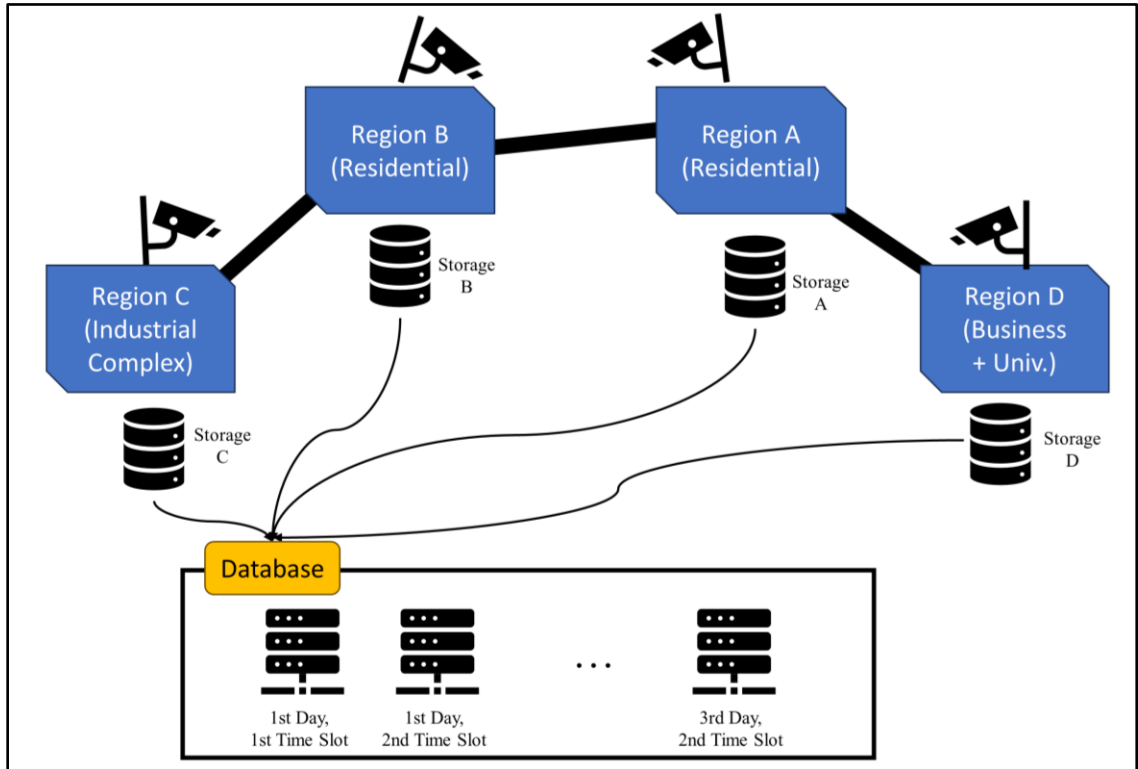 Region B
(Residential)
Region A
(Residential)
Region C
(Industrial
Complex)
Region D
(Business
+ Univ.)
Storage
B
Storage
A
Storage
C
Storage
D
Database
...
1st Day,
1st Time Slot
1st Day,
2nd Time Slot
3rd Day,
2nd Time Slot